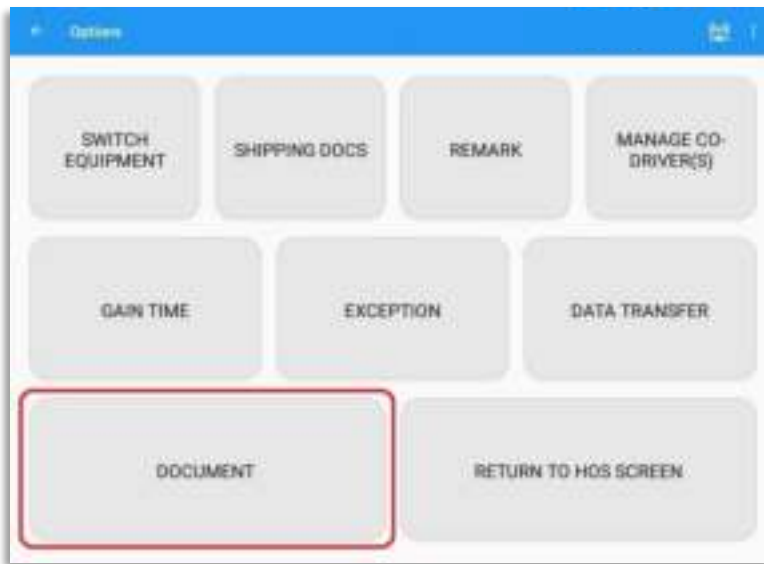 Options
SWITCH
EQUIPMENT
SHIPPING DOCS
REMARK
MANAGE CO-
DRIVER(S)
GAIN TIME
EXCEPTION
DATA TRANSFER
DOCUMENT
RETURN TO HOS SCREEN